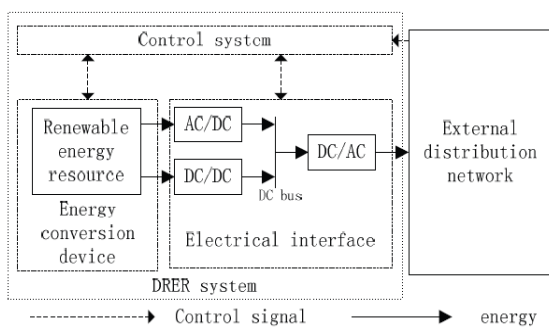 Control system
Renewable
energy
resource
Energy
conversion
device
AC/DC
DC/DC
DC bus
DC/AC
Electrical interface
External
distribution
network
DRER system
Control signal
energy